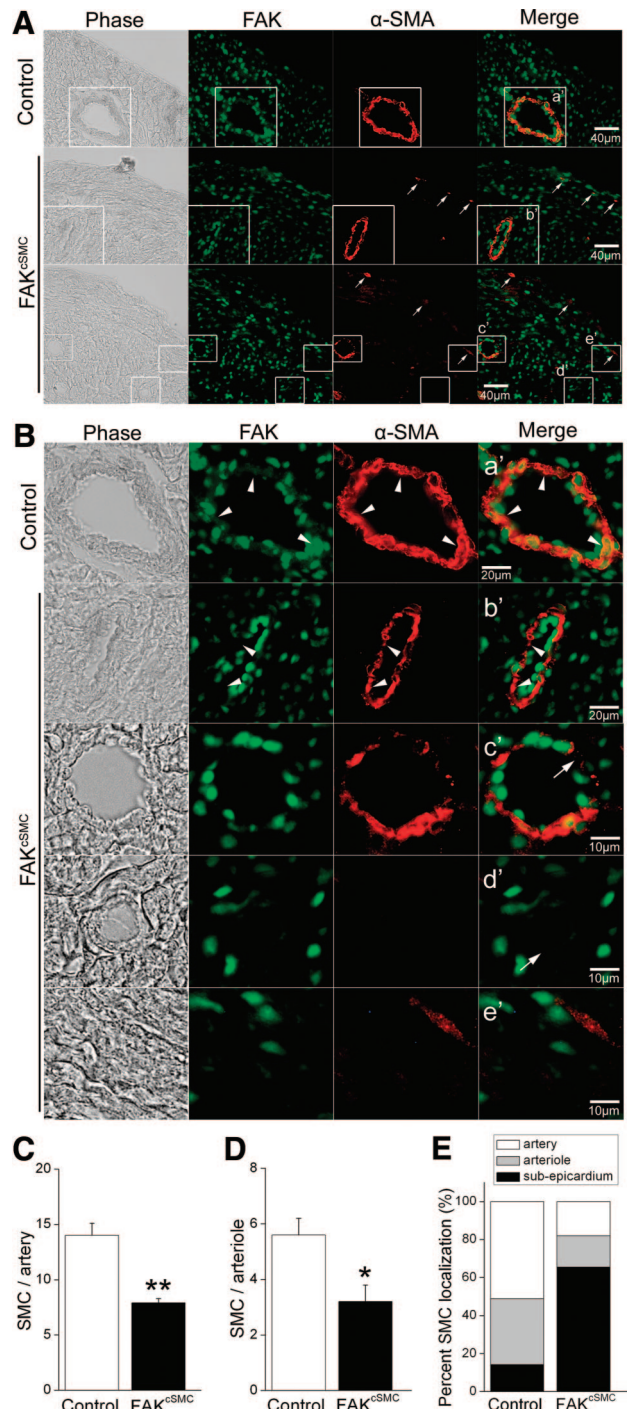 A
Phase FAK α-SMA Merge
Control
a'
40µm
FAKcSMC
b'
40µm
c'
e'
d'
40µm
B
Phase FAK α-SMA Merge
Control
a'
20µm
FAKcSMC
b'
20µm
c'
10µm
d'
10µm
e'
10µm
C
SMC / artery
20
15
10
5
0
**
Control FAKcSMC
D
SMC / arteriole
8
6
4
2
0
*
Control FAKcSMC
E
artery
arteriole
sub-epicardium
Percent SMC localization (%)
100
80
60
40
20
0
Control FAKcSMC